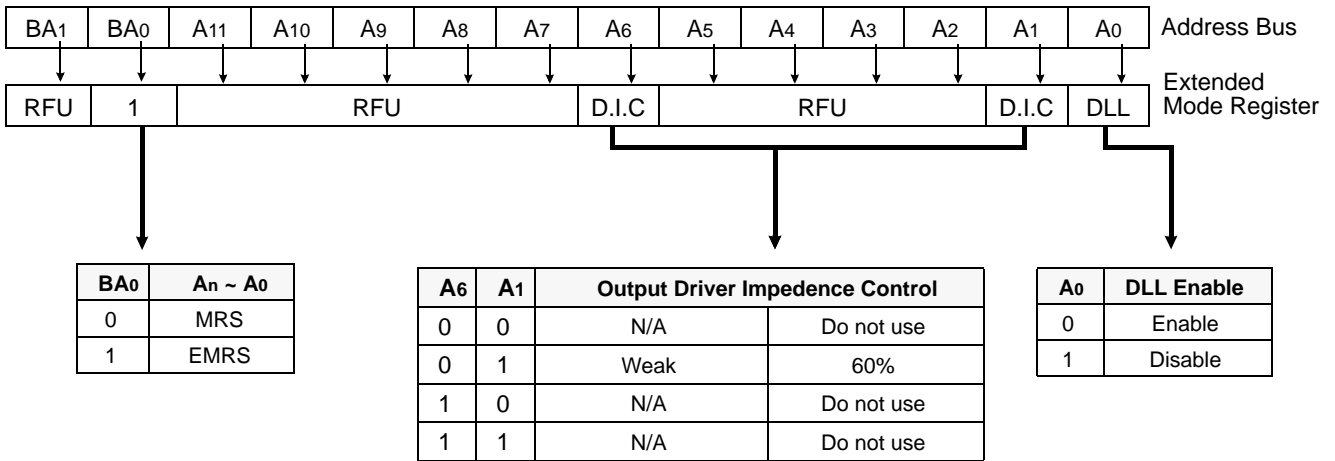 BA1 BA0 A11 A10 A9 A8 A7 A6 A5 A4 A3 A2 A1 A0 Address Bus
RFU 1 RFU D.I.C RFU D.I.C DLL Extended
Mode Register
BA0 An ~ A0
0 MRS
1 EMRS
A6 A1 Output Driver Impedence Control
0 0 N/A Do not use
0 1 Weak 60%
1 0 N/A Do not use
1 1 N/A Do not use
A0 DLL Enable
0 Enable
1 Disable